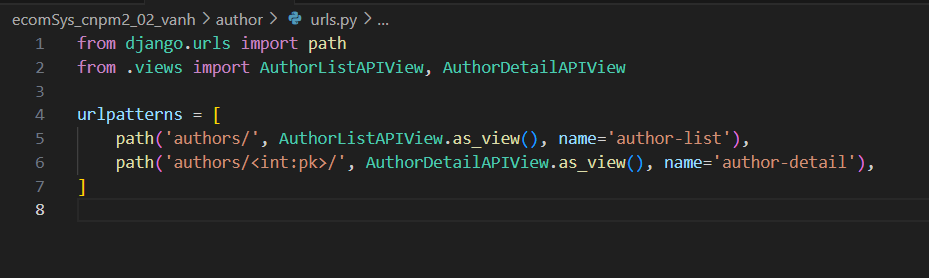 ecomSys_cnpm2_02_vanh > author > urls.py > ...
1 from django.urls import path
2 from .views import AuthorListAPIView, AuthorDetailAPIView
3
4 urlpatterns = [
5     path('authors/', AuthorListAPIView.as_view(), name='author-list'),
6     path('authors/<int:pk>/', AuthorDetailAPIView.as_view(), name='author-detail'),
7 ]
8